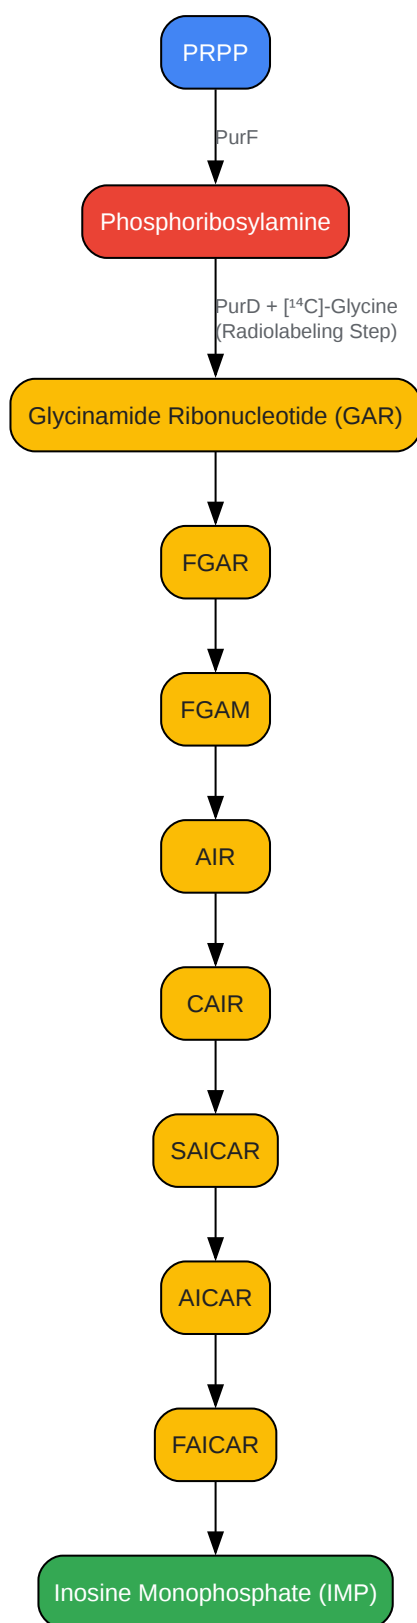 PRPP
PurF
Phosphoribosylamine
PurD + [¹⁴C]-Glycine
(Radiolabeling Step)
Glycinamide Ribonucleotide (GAR)
FGAR
FGAM
AIR
CAIR
SAICAR
AICAR
FAICAR
Inosine Monophosphate (IMP)